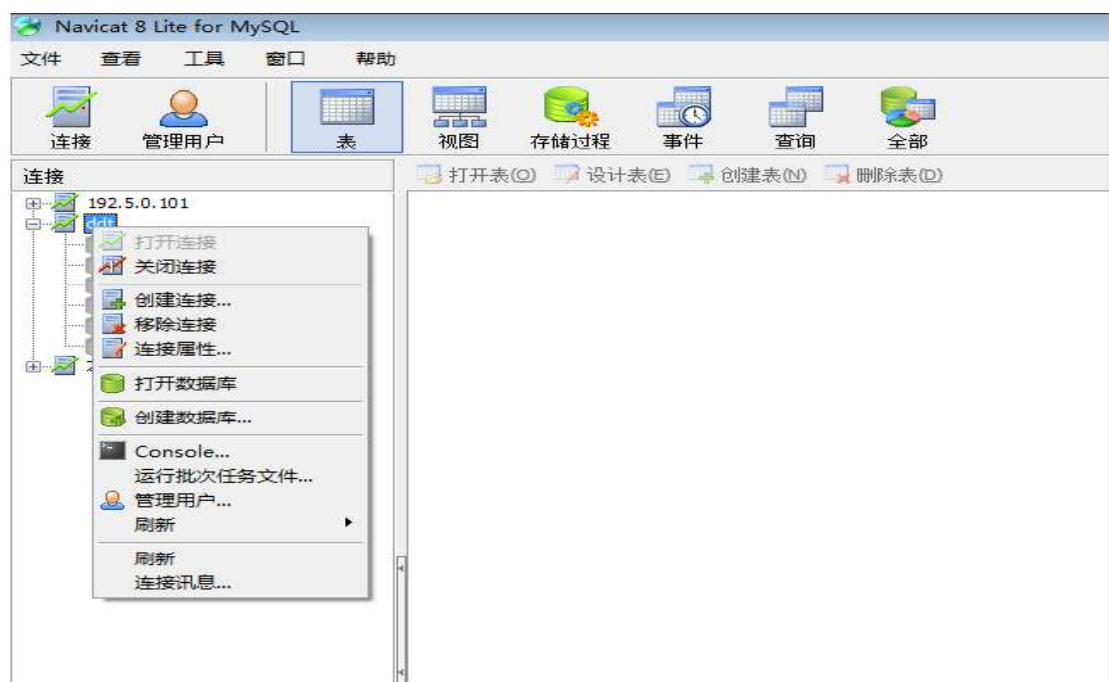 Navicat 8 Lite for MySQL
文件 查看 工具 窗口 帮助
连接 管理用户 表 视图 存储过程 事件 查询 全部
连接
打开表(O) 设计表(E) 创建表(N) 删除表(D)
192.5.0.101
ddt
打开连接
关闭连接
创建连接...
移除连接
连接属性...
打开数据库
创建数据库...
Console...
运行批次任务文件...
管理用户...
刷新
刷新
连接讯息...